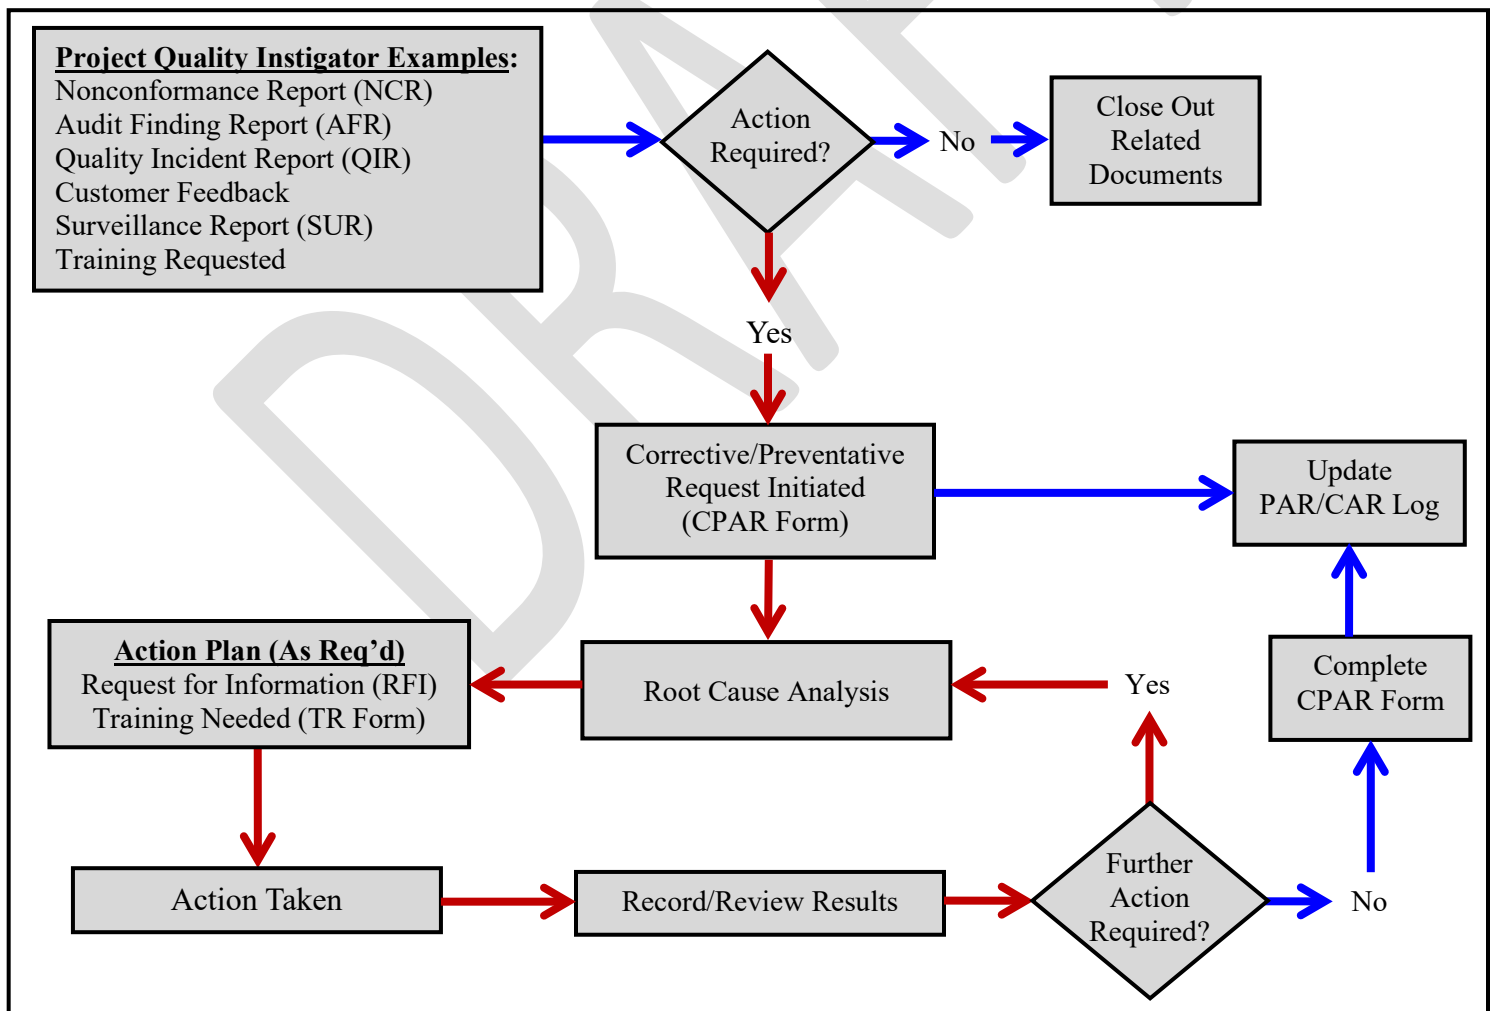 Project Quality Instigator Examples:
Nonconformance Report (NCR)
Audit Finding Report (AFR)
Quality Incident Report (QIR)
Customer Feedback
Surveillance Report (SUR)
Training Requested
Action
Required?
No
Close Out
Related
Documents
Yes
Corrective/Preventative
Request Initiated
(CPAR Form)
Update
PAR/CAR Log
Action Plan (As Req’d)
Request for Information (RFI)
Training Needed (TR Form)
Root Cause Analysis
Yes
Complete
CPAR Form
Action Taken
Record/Review Results
Further
Action
Required?
No
DRAFT